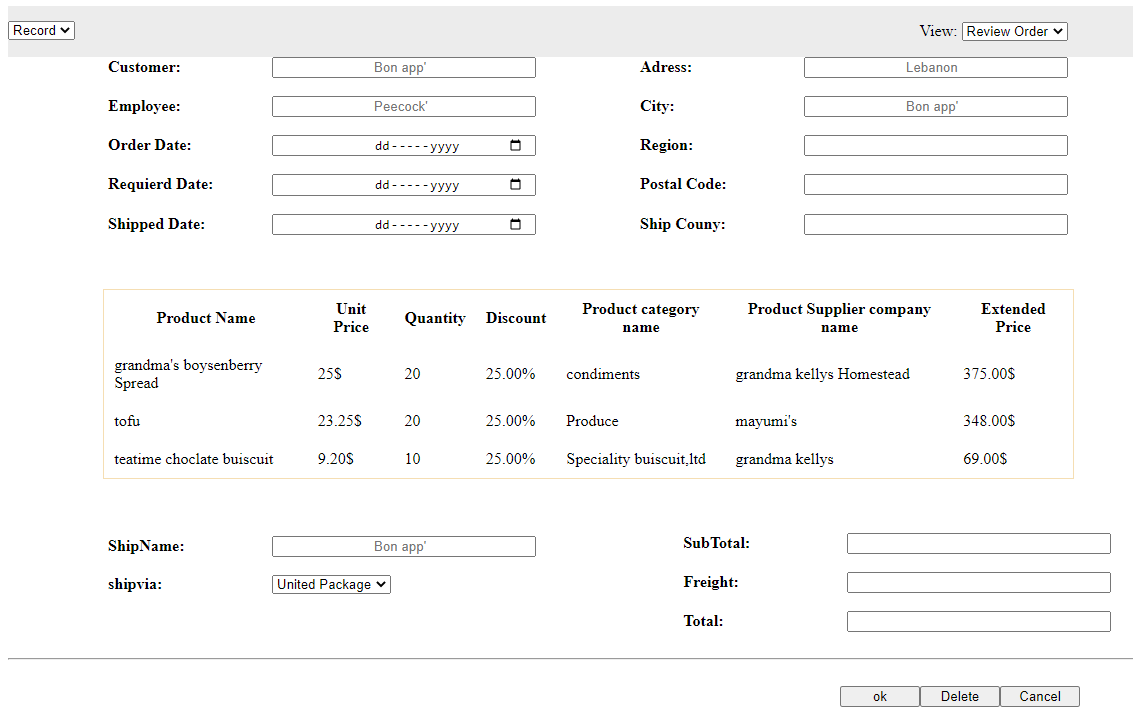 Record View: Review Order
Customer: Bon app' Adress: Lebanon
Employee: Peecock' City: Bon app'
Order Date: dd-----yyyy Region:
Requierd Date: dd-----yyyy Postal Code:
Shipped Date: dd-----yyyy Ship Couny:
Product Name Unit Price Quantity Discount Product category name Product Supplier company name Extended Price
grandma's boysenberry Spread 25$ 20 25.00% condiments grandma kellys Homestead 375.00$
tofu 23.25$ 20 25.00% Produce mayumi's 348.00$
teatime choclate buiscuit 9.20$ 10 25.00% Speciality buiscuit,ltd grandma kellys 69.00$
ShipName: Bon app' SubTotal:
shipvia: United Package Freight:
Total:
ok Delete Cancel